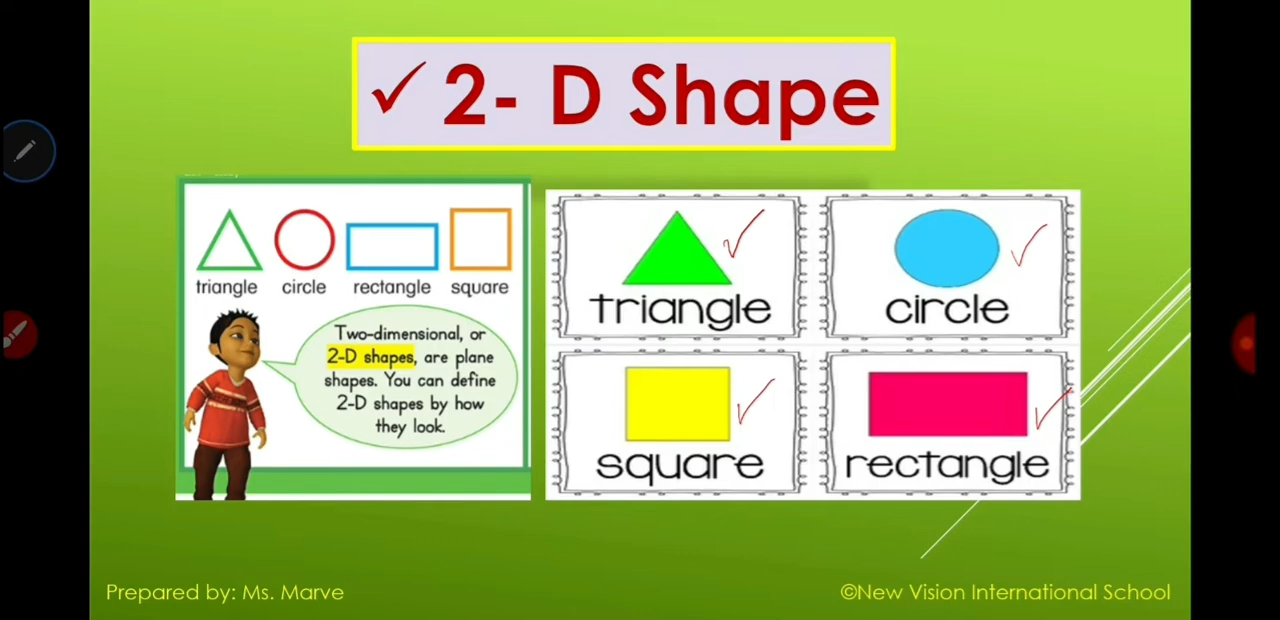 ✓ 2- D Shape
triangle circle rectangle square
Two-dimensional, or
2-D shapes, are plane
shapes. You can define
2-D shapes by how
they look.
triangle
circle
square
rectangle
Prepared by: Ms. Marve
©New Vision International School